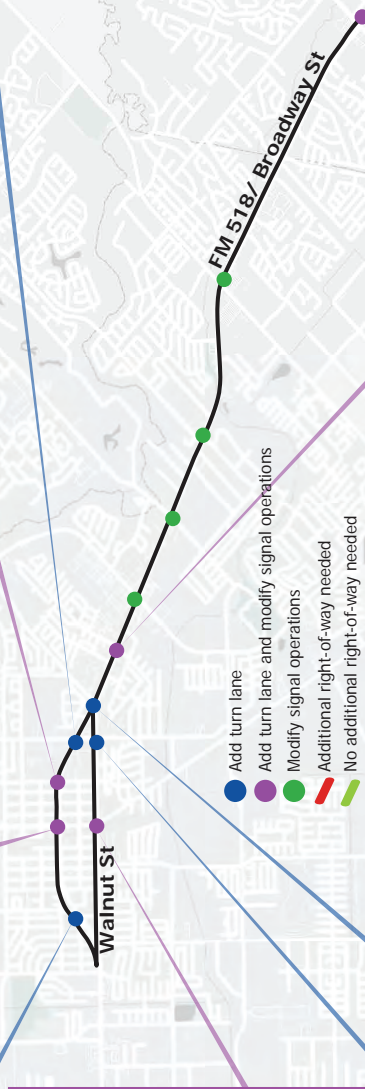 FM 518/ Broadway St
Walnut St
Add turn lane
Add turn lane and modify signal operations
Modify signal operations
Additional right-of-way needed
No additional right-of-way needed